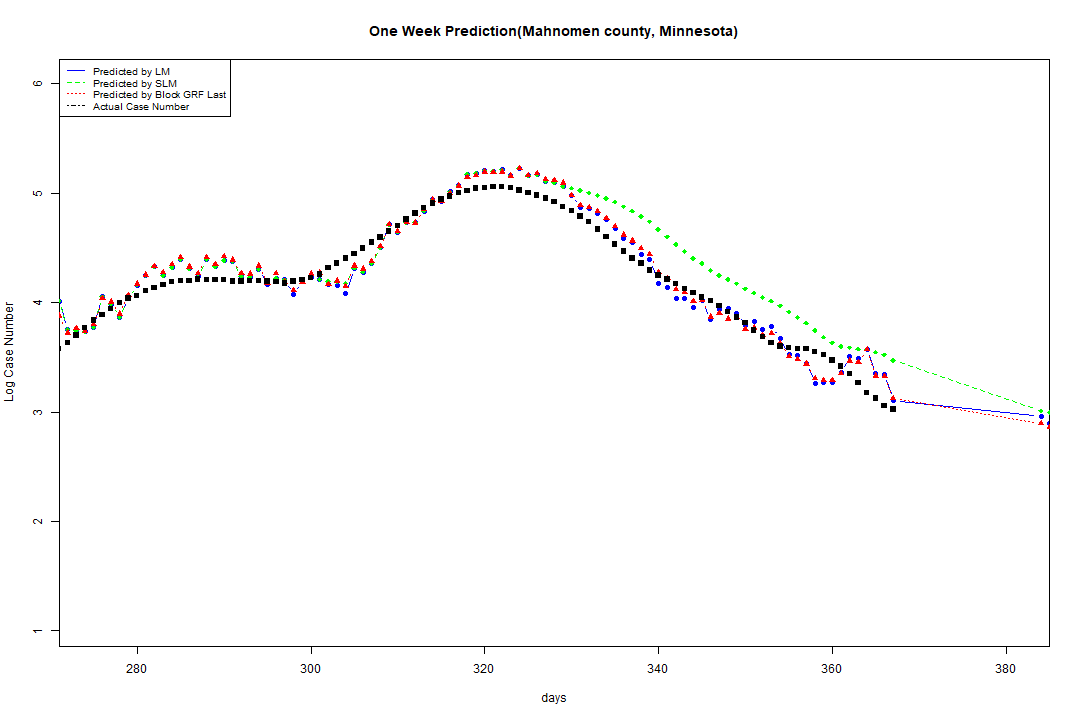 One Week Prediction(Mahnomen county, Minnesota)
Predicted by LM
Predicted by SLM
Predicted by Block GRF Last
Actual Case Number
6
5
4
3
2
1
Log Case Number
280 300 320 340 360 380
days